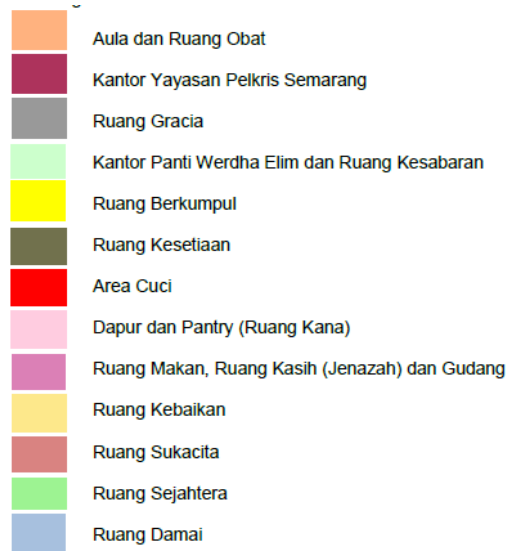 Aula dan Ruang Obat
Kantor Yayasan Pelkris Semarang
Ruang Gracia
Kantor Panti Werdha Elim dan Ruang Kesabaran
Ruang Berkumpul
Ruang Kesetiaan
Area Cuci
Dapur dan Pantry (Ruang Kana)
Ruang Makan, Ruang Kasih (Jenazah) dan Gudang
Ruang Kebaikan
Ruang Sukacita
Ruang Sejahtera
Ruang Damai